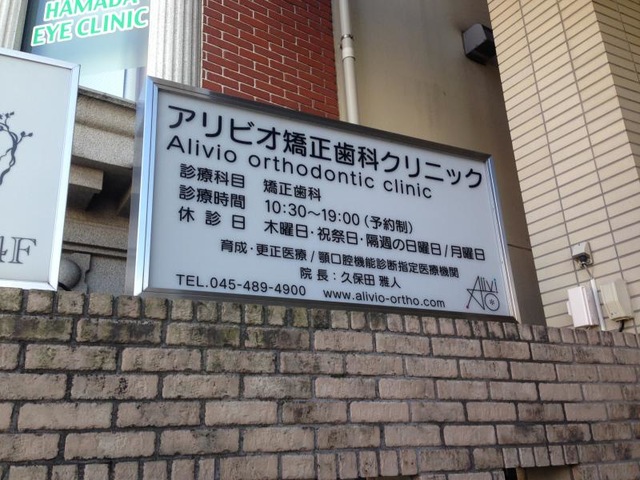 HAMADA
EYE CLINIC
4F
アリビオ矯正歯科クリニック
Alivio orthodontic clinic
診療科目 矯正歯科
診療時間 10:30～19:00(予約制)
休診日 木曜日・祝祭日・隔週の日曜日/月曜日
育成・更正医療/顎口腔機能診断指定医療機関
院長:久保田 雅人
TEL.045-489-4900 www.alivio-ortho.com
Alivio